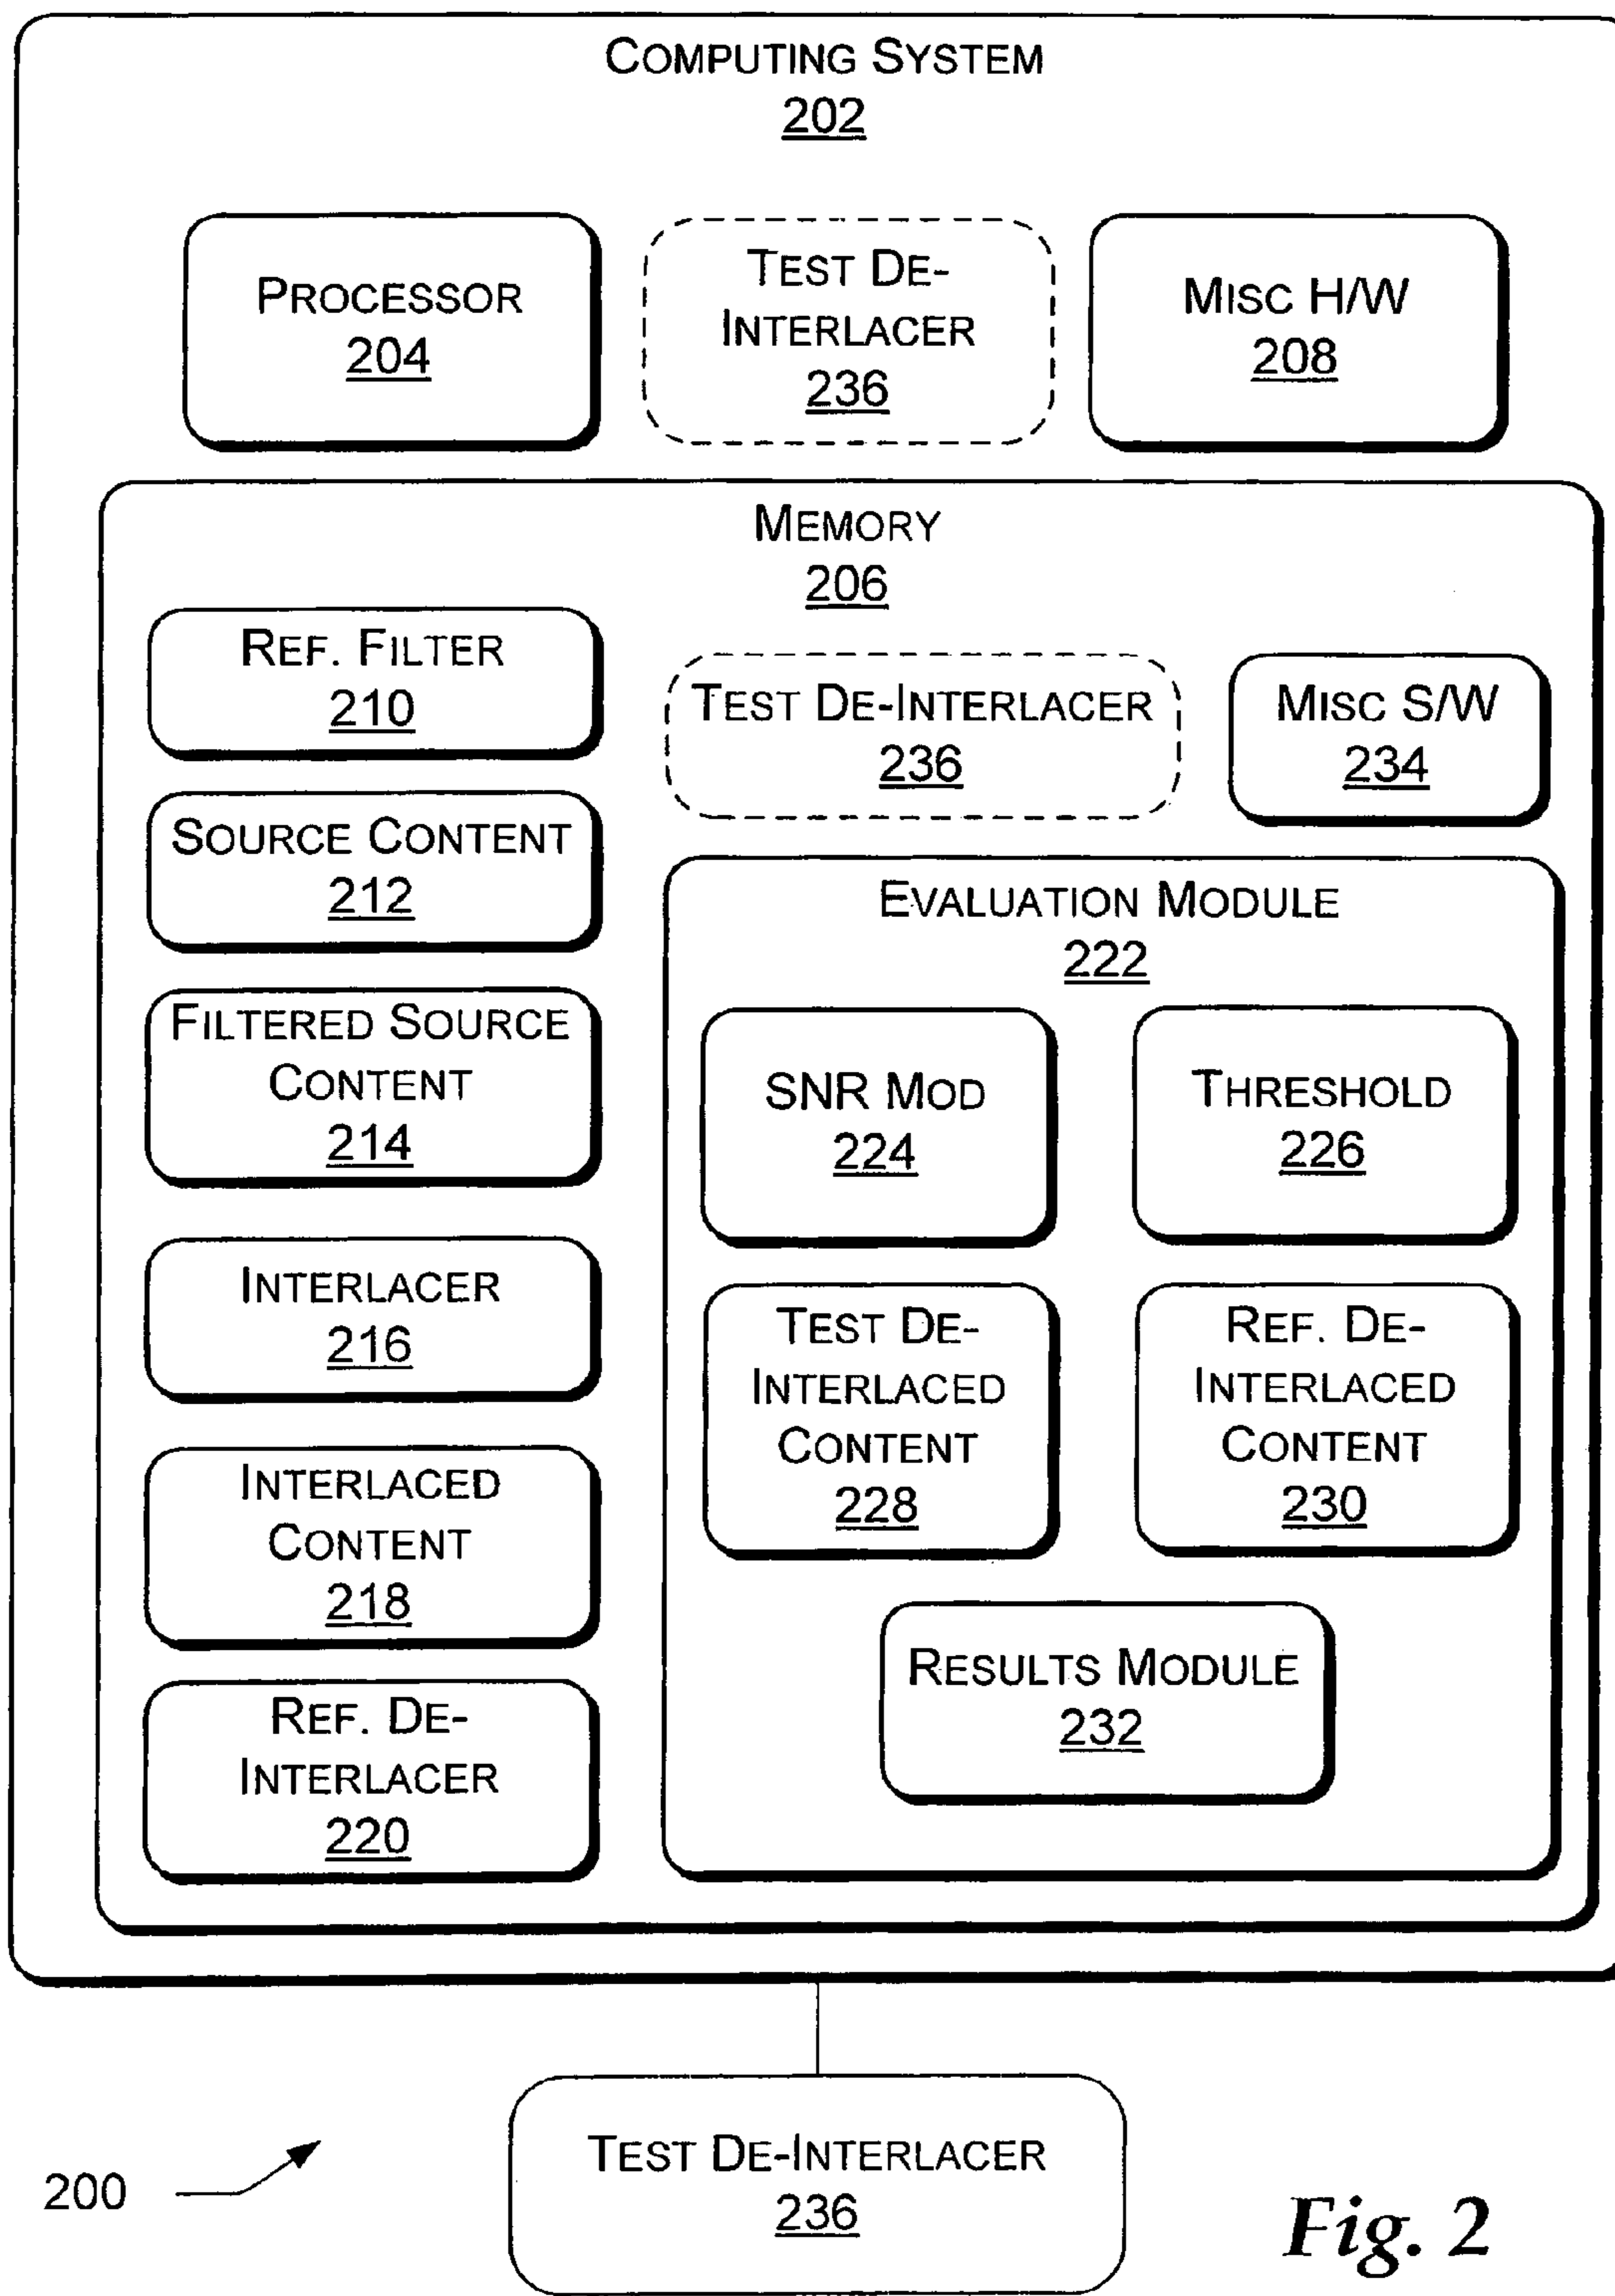 COMPUTING SYSTEM
202
PROCESSOR
204
TEST DE-
INTERLACER
236
MISC H/W
208
MEMORY
206
REF. FILTER
210
TEST DE-INTERLACER
236
MISC S/W
234
SOURCE CONTENT
212
FILTERED SOURCE
CONTENT
214
INTERLACER
216
INTERLACED
CONTENT
218
REF. DE-
INTERLACER
220
EVALUATION MODULE
222
SNR MOD
224
THRESHOLD
226
TEST DE-
INTERLACED
CONTENT
228
REF. DE-
INTERLACED
CONTENT
230
RESULTS MODULE
232
TEST DE-INTERLACER
236
200
Fig. 2